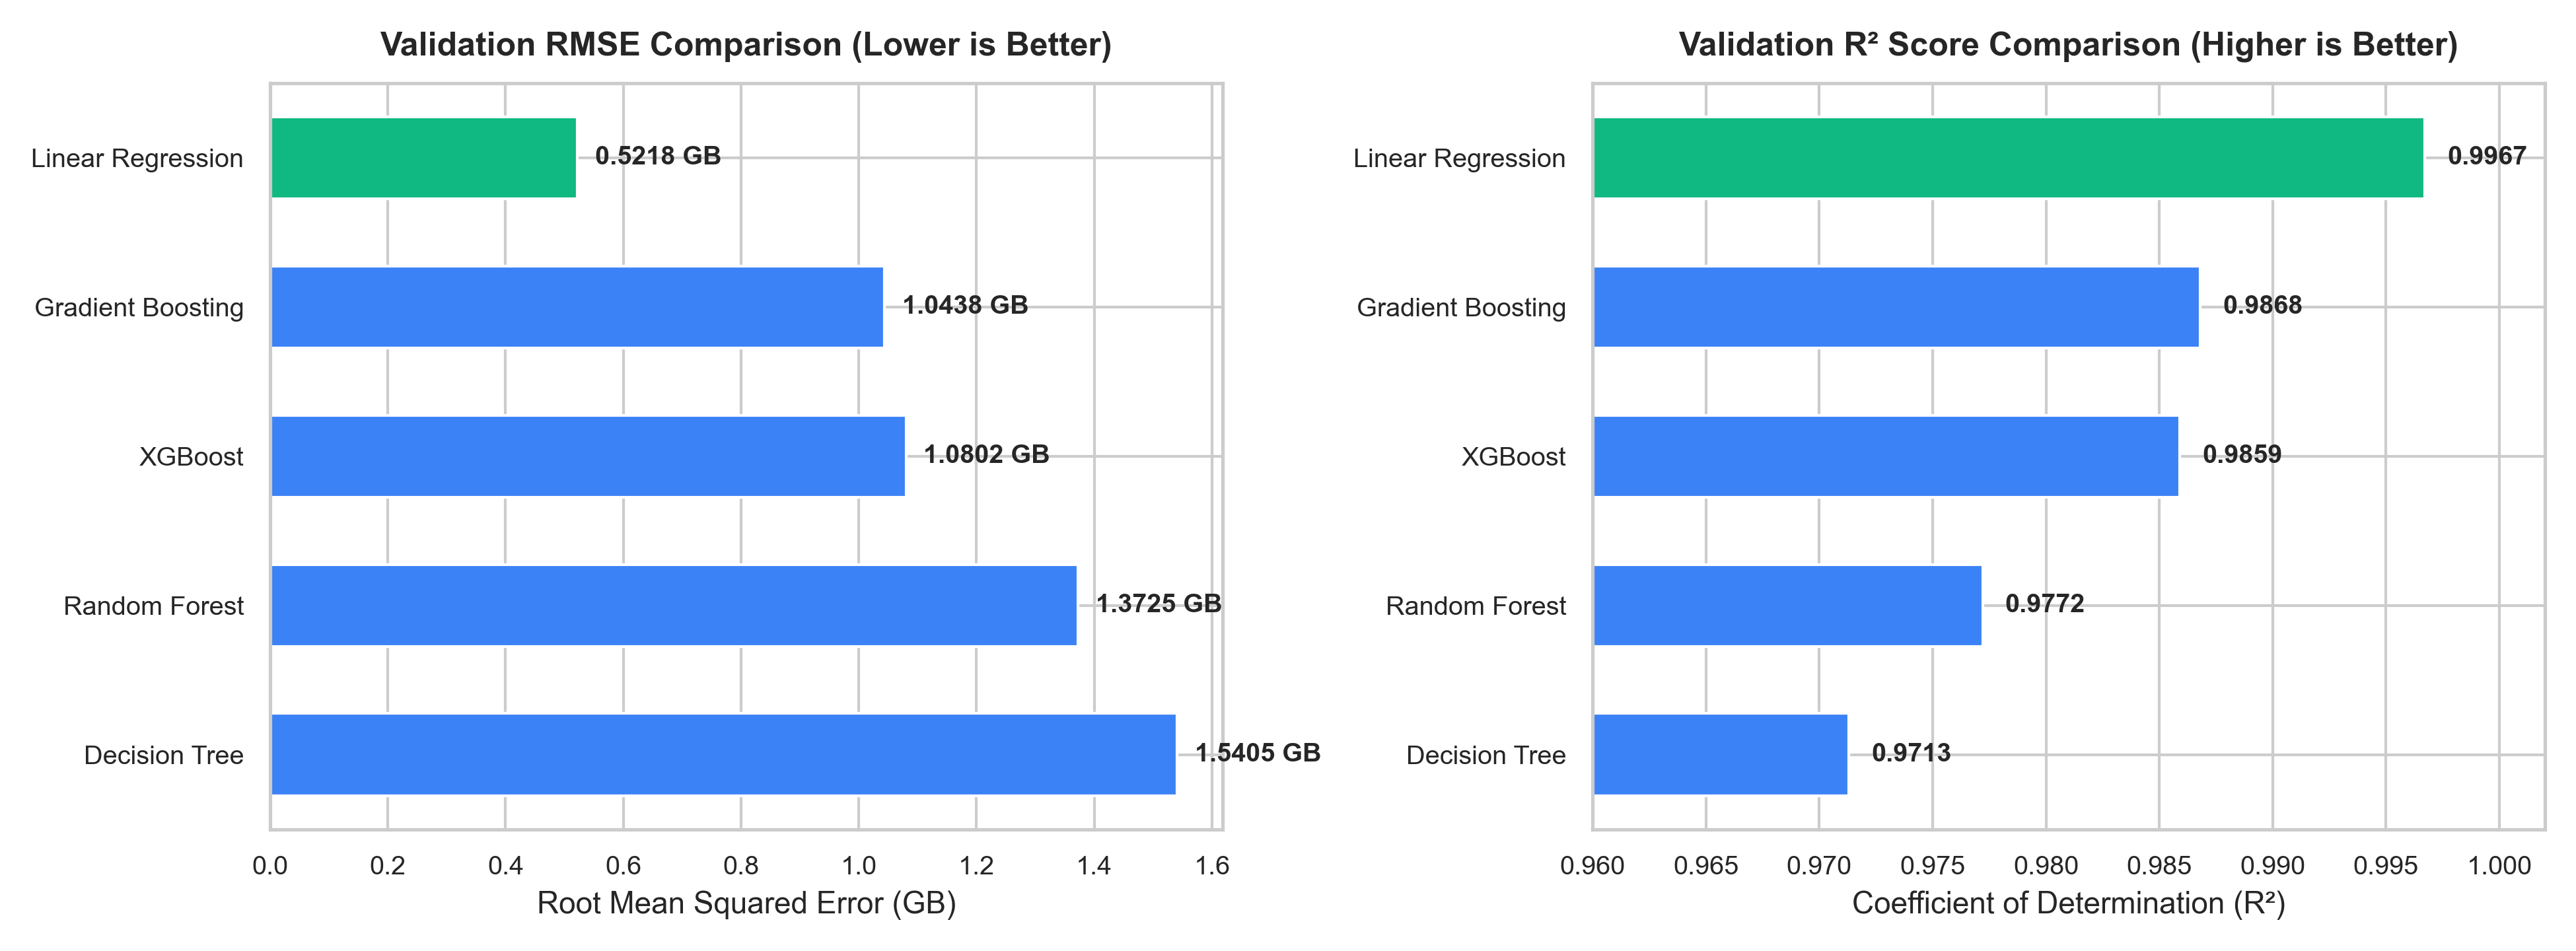 Validation RMSE Comparison (Lower is Better)
Linear Regression
0.5218 GB
Gradient Boosting
1.0438 GB
XGBoost
1.0802 GB
Random Forest
1.3725 GB
Decision Tree
1.5405 GB
0.0 0.2 0.4 0.6 0.8 1.0 1.2 1.4 1.6
Root Mean Squared Error (GB)
Validation R² Score Comparison (Higher is Better)
Linear Regression
0.9967
Gradient Boosting
0.9868
XGBoost
0.9859
Random Forest
0.9772
Decision Tree
0.9713
0.960 0.965 0.970 0.975 0.980 0.985 0.990 0.995 1.000
Coefficient of Determination (R²)